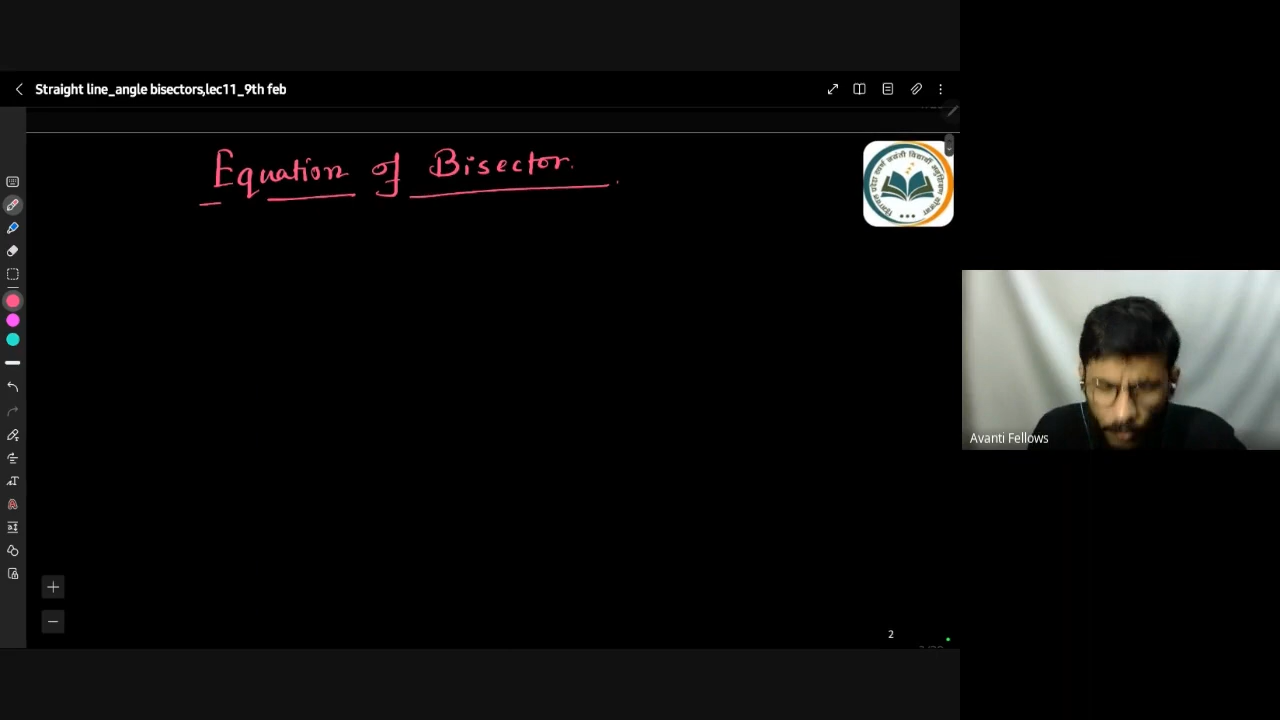 Straight line_angle bisectors,lec11_9th feb
Equation of Bisector.
Avanti Fellows
2